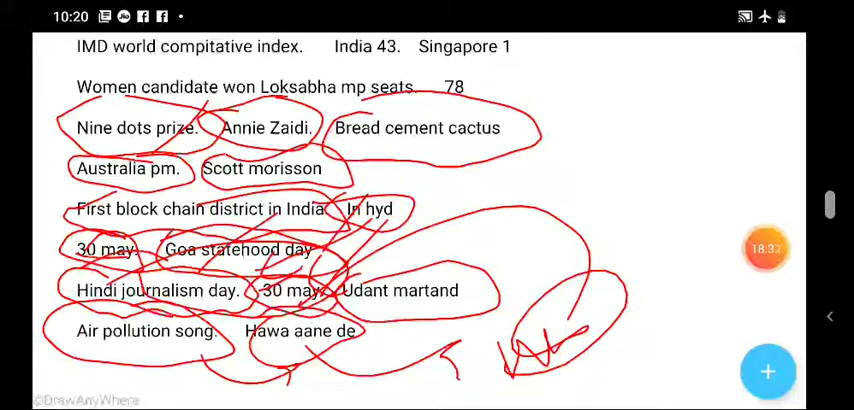 10:20
IMD world compitative index. India 43. Singapore 1
Women candidate won Loksabha mp seats. 78
Nine dots prize. Annie Zaidi. Bread cement cactus
Australia pm. Scott morisson
First block chain district in India. In hyd
30 may. Goa statehood day
Hindi journalism day. 30 may. Udant martand
Air pollution song. Hawa aane de
18:32
@DrawAnyWhere